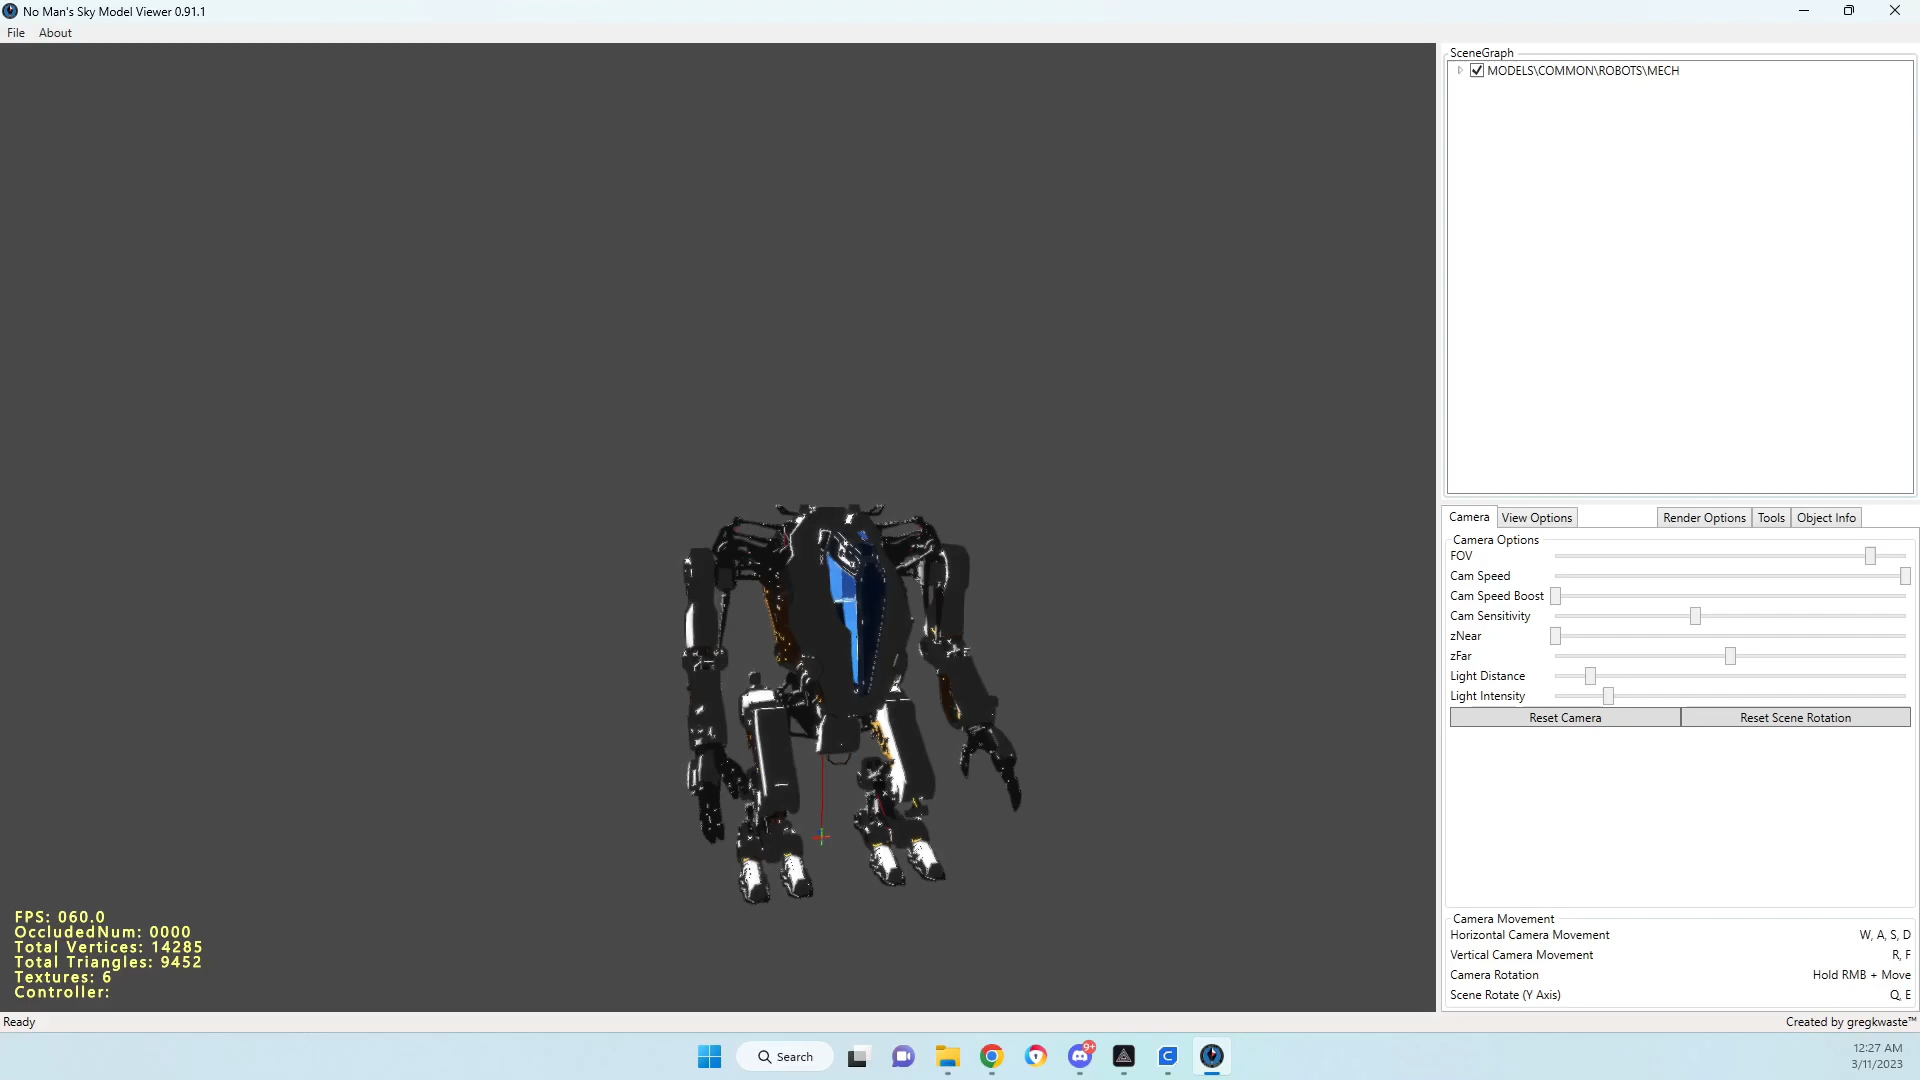 No Man's Sky Model Viewer 0.91.1
File About
SceneGraph
MODELS\COMMON\ROBOTS\MECH
Camera View Options Render Options Tools Object Info
Camera Options
FOV
Cam Speed
Cam Speed Boost
Cam Sensitivity
zNear
zFar
Light Distance
Light Intensity
Reset Camera Reset Scene Rotation
FPS: 060.0
OccludedNum: 0000
Total Vertices: 14285
Total Triangles: 9452
Textures: 6
Controller:
Camera Movement
Horizontal Camera Movement W, A, S, D
Vertical Camera Movement R, F
Camera Rotation Hold RMB + Move
Scene Rotate (Y Axis) Q, E
Ready Created by gregkwaste™
Search 9+ 12:27 AM
3/11/2023